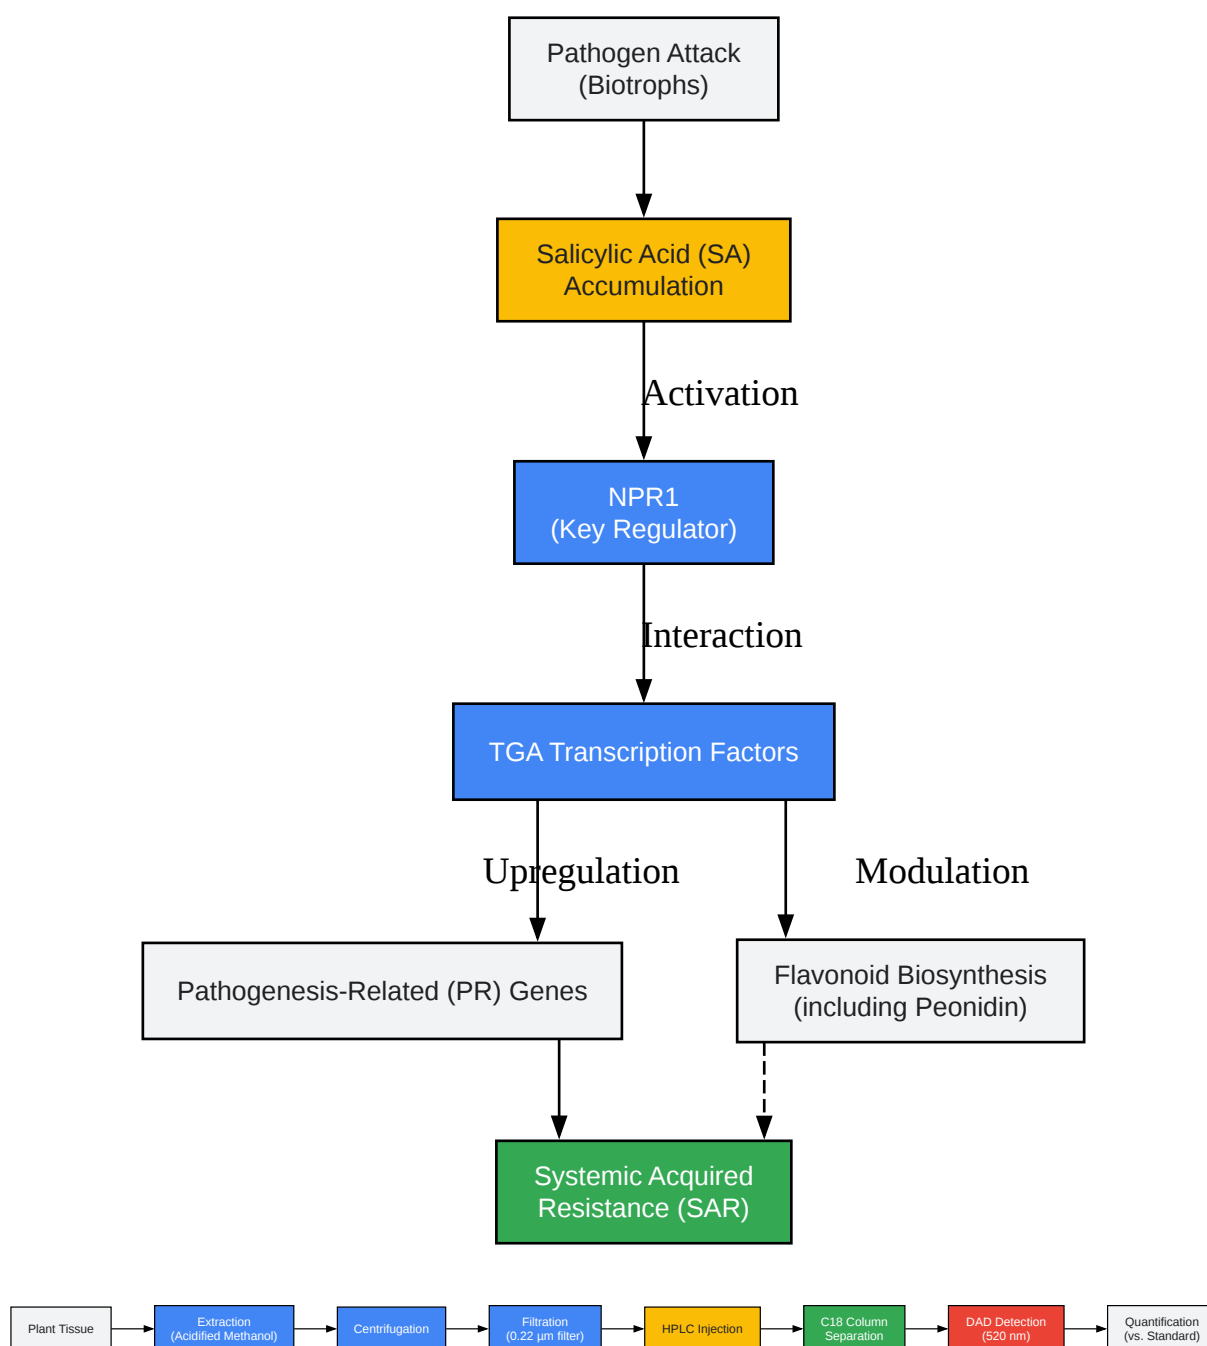 Pathogen Attack
(Biotrophs)
Salicylic Acid (SA)
Accumulation
Activation
NPR1
(Key Regulator)
Interaction
TGA Transcription Factors
Upregulation
Modulation
Pathogenesis-Related (PR) Genes
Flavonoid Biosynthesis
(including Peonidin)
Systemic Acquired
Resistance (SAR)
Plant Tissue
Extraction
(Acidified Methanol)
Centrifugation
Filtration
(0.22 µm filter)
HPLC Injection
C18 Column
Separation
DAD Detection
(520 nm)
Quantification
(vs. Standard)